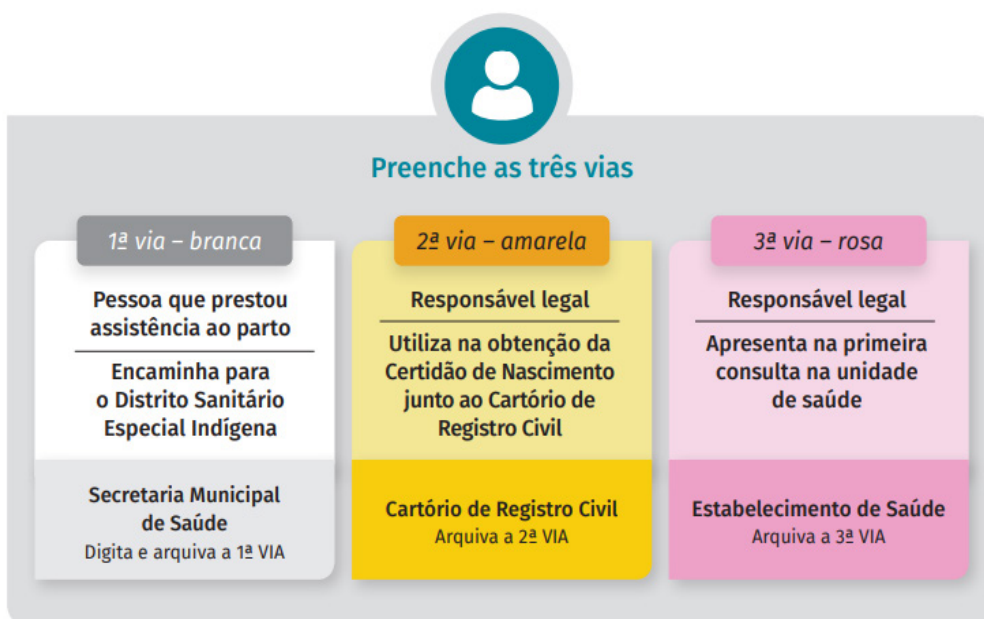 Preenche as três vias
1ª via – branca
Pessoa que prestou
assistência ao parto
Encaminha para
o Distrito Sanitário
Especial Indígena
Secretaria Municipal
de Saúde
Digita e arquiva a 1ª VIA
2ª via – amarela
Responsável legal
Utiliza na obtenção da
Certidão de Nascimento
junto ao Cartório de
Registro Civil
Cartório de Registro Civil
Arquiva a 2ª VIA
3ª via – rosa
Responsável legal
Apresenta na primeira
consulta na unidade
de saúde
Estabelecimento de Saúde
Arquiva a 3ª VIA